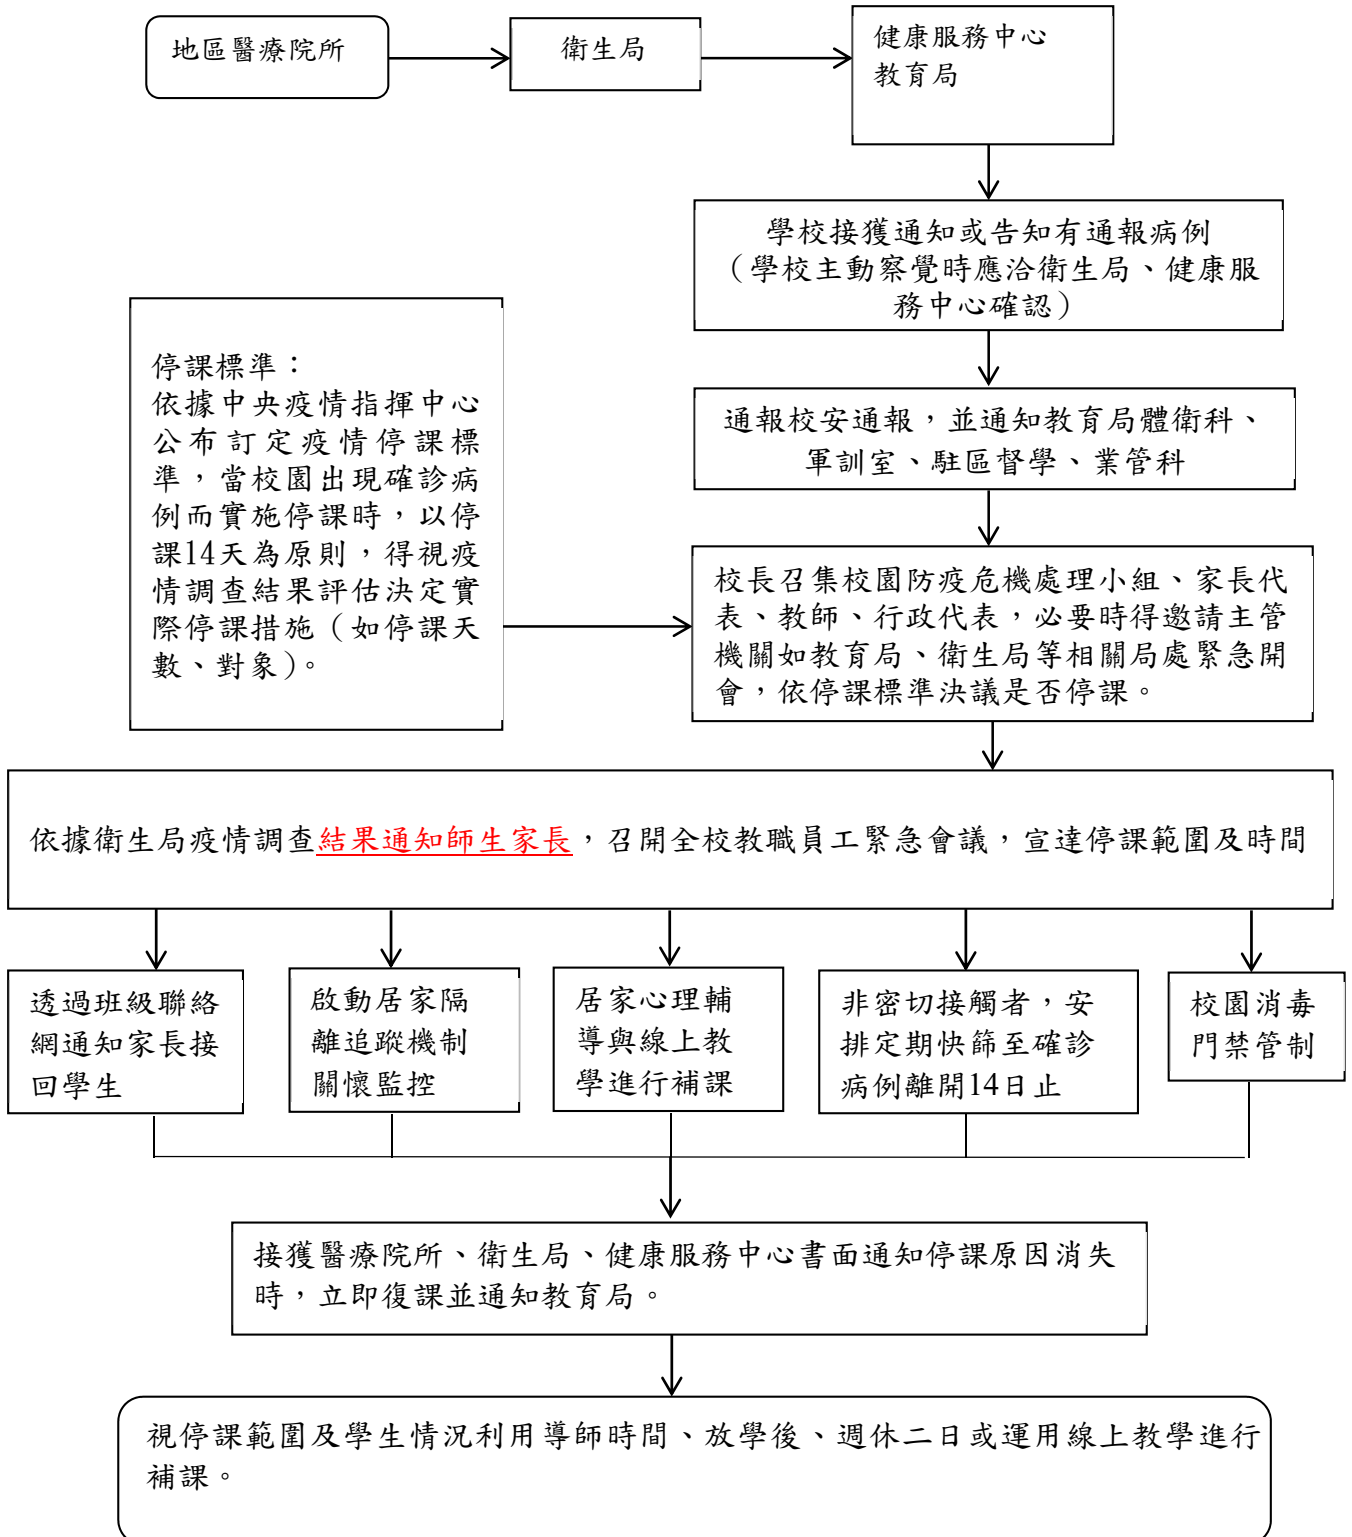 地區醫療院所
衛生局
健康服務中心
教育局
學校接獲通知或告知有通報病例
（學校主動察覺時應洽衛生局、健康服
務中心確認）
停課標準：
依據中央疫情指揮中心
公布訂定疫情停課標
準，當校園出現確診病
例而實施停課時，以停
課14天為原則，得視疫
情調查結果評估決定實
際停課措施（如停課天
數、對象）。
通報校安通報，並通知教育局體衛科、
軍訓室、駐區督學、業管科
校長召集校園防疫危機處理小組、家長代
表、教師、行政代表，必要時得邀請主管
機關如教育局、衛生局等相關局處緊急開
會，依停課標準決議是否停課。
依據衛生局疫情調查結果通知師生家長，召開全校教職員工緊急會議，宣達停課範圍及時間
透過班級聯絡
網通知家長接
回學生
啟動居家隔
離追蹤機制
關懷監控
居家心理輔
導與線上教
學進行補課
非密切接觸者，安
排定期快篩至確診
病例離開14日止
校園消毒
門禁管制
接獲醫療院所、衛生局、健康服務中心書面通知停課原因消失
時，立即復課並通知教育局。
視停課範圍及學生情況利用導師時間、放學後、週休二日或運用線上教學進行
補課。